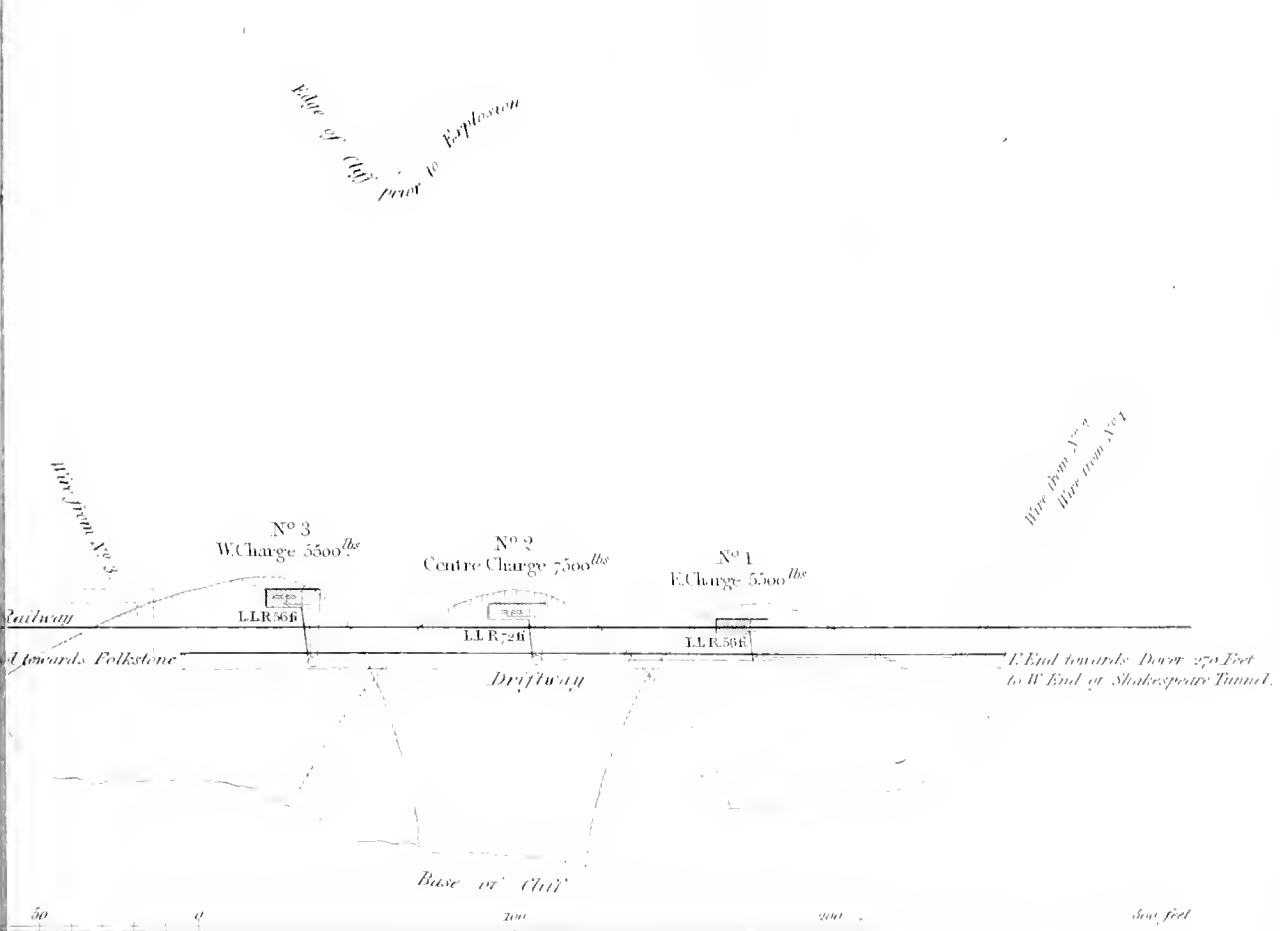 Edge of Cliff prior to Explosion
Wire from Nº 2
Wire from Nº 1
Wire from Nº 3
Nº 3
W. Charge 5500 lbs
Nº 2
Centre Charge 7500 lbs
Nº 1
E. Charge 5500 lbs
Railway
L.L.R 56 ft
L.L.R 72 ft
L.L.R 56 ft
d towards Folkstone
Driftway
E. End towards Dover 270 Feet
to W. End of Shakespeare Tunnel.
Base of Cliff
50 0 100 200 300 feet